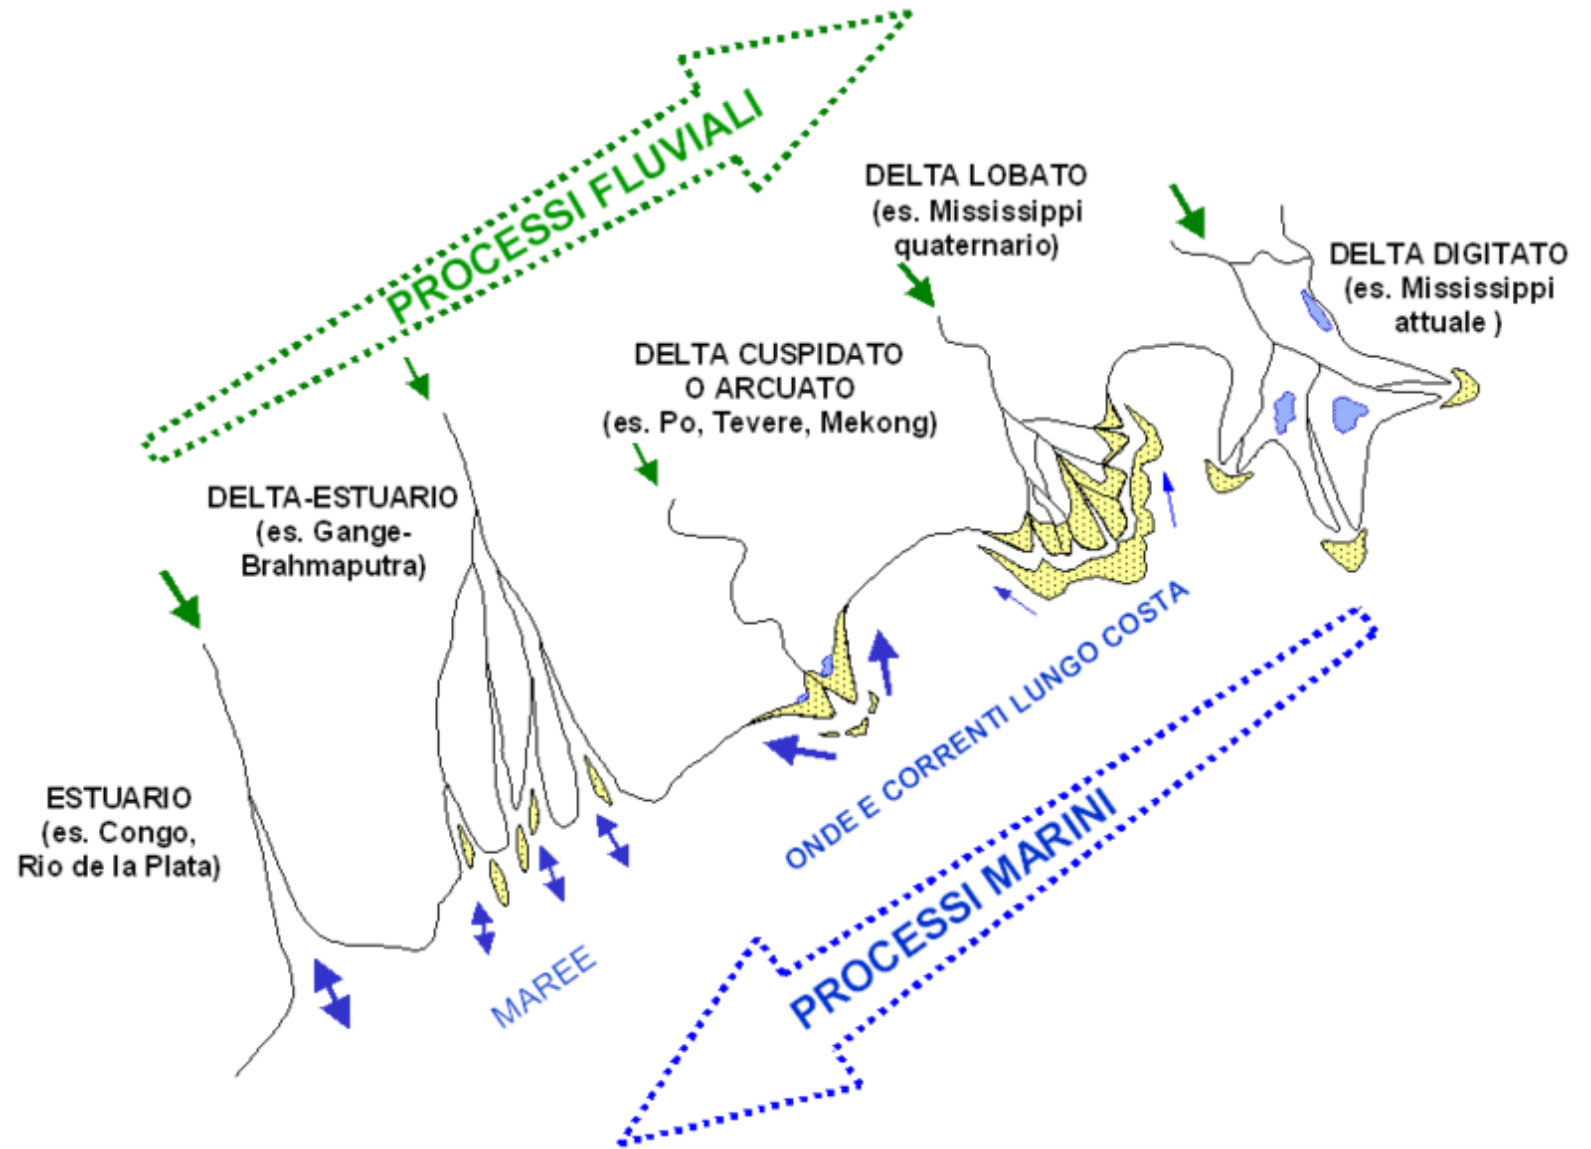 PROCESSI FLUVIALI
DELTA LOBATO
(es. Mississippi
quaternario)
DELTA DIGITATO
(es. Mississippi
attuale )
DELTA CUSPIDATO
O ARCUATO
(es. Po, Tevere, Mekong)
DELTA-ESTUARIO
(es. Gange-
Brahmaputra)
ESTUARIO
(es. Congo,
Rio de la Plata)
ONDE E CORRENTI LUNGO COSTA
MAREE
PROCESSI MARINI